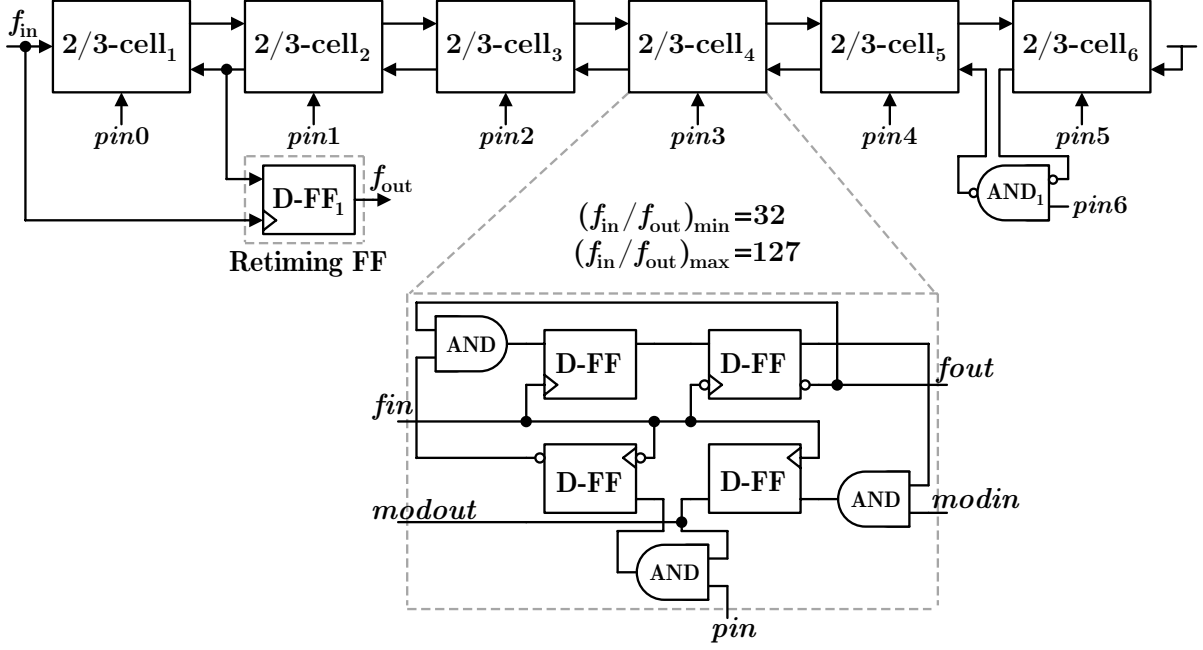 f_in
2/3-cell_1
2/3-cell_2
2/3-cell_3
2/3-cell_4
2/3-cell_5
2/3-cell_6
pin0
pin1
pin2
pin3
pin4
pin5
D-FF_1
f_out
AND_1
pin6
Retiming FF
(f_in/f_out)_min=32
(f_in/f_out)_max=127
AND
D-FF
D-FF
fout
fin
D-FF
D-FF
AND
modin
modout
AND
pin